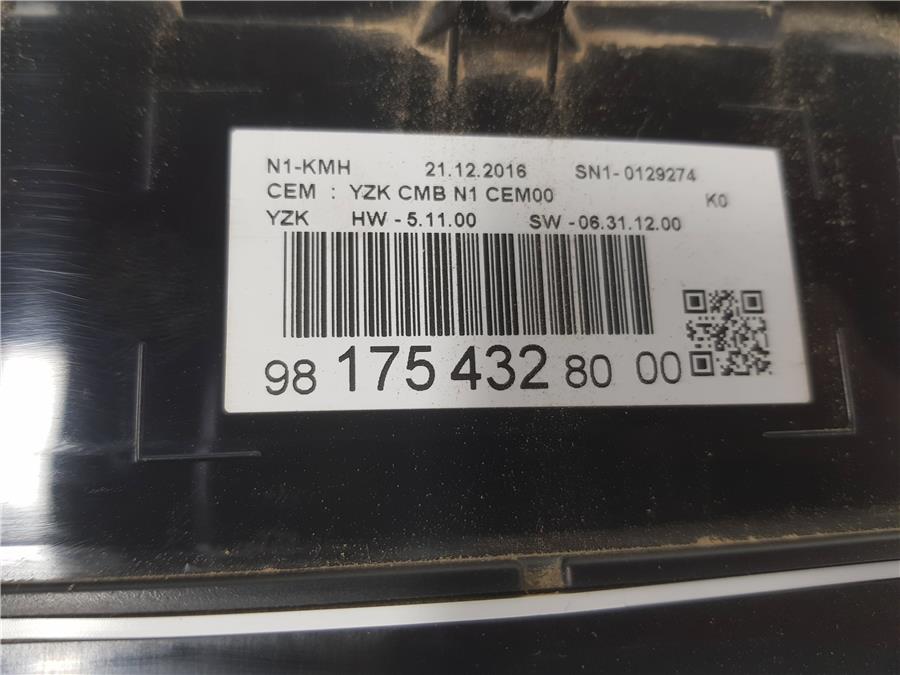 N1-KMH 21.12.2016 SN1- 0129274
CEM : YZK CMB N1 CEM00 K0
YZK HW - 5.11.00 SW - 06.31.12.00
98 175 432 80 00